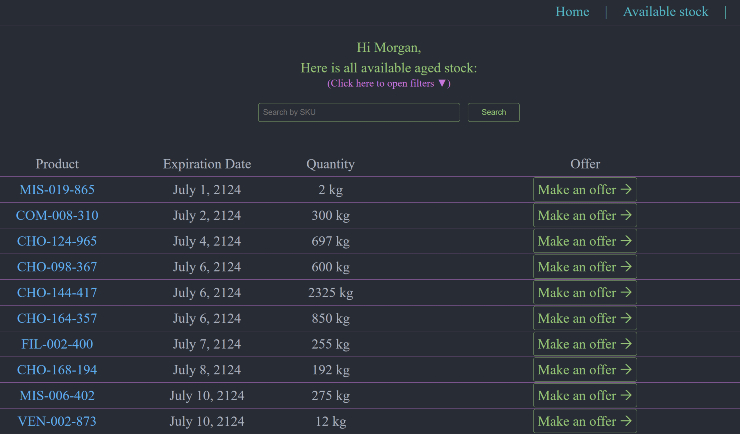 Home | Available stock |
Hi Morgan,
Here is all available aged stock:
(Click here to open filters ▼)
Search by SKU Search
Product Expiration Date Quantity Offer
MIS-019-865 July 1, 2124 2 kg Make an offer →
COM-008-310 July 2, 2124 300 kg Make an offer →
CHO-124-965 July 4, 2124 697 kg Make an offer →
CHO-098-367 July 6, 2124 600 kg Make an offer →
CHO-144-417 July 6, 2124 2325 kg Make an offer →
CHO-164-357 July 6, 2124 850 kg Make an offer →
FIL-002-400 July 7, 2124 255 kg Make an offer →
CHO-168-194 July 8, 2124 192 kg Make an offer →
MIS-006-402 July 10, 2124 275 kg Make an offer →
VEN-002-873 July 10, 2124 12 kg Make an offer →